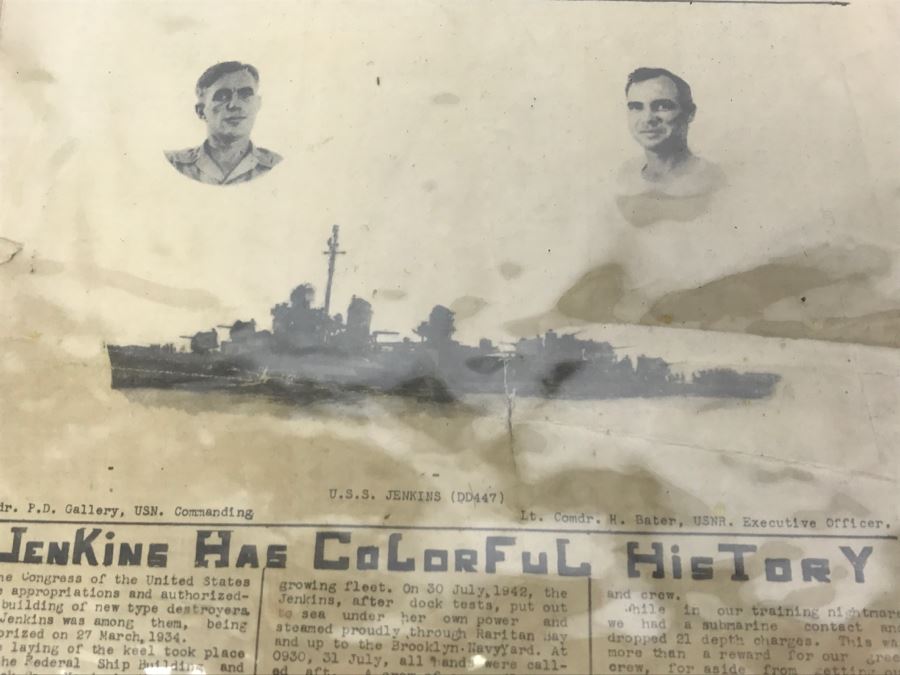 U.S.S. JENKINS (DD447)
dr. P.D. Gallery, USN. Commanding
Lt. Comdr. H. Bater, USNR. Executive Officer.
JENKINS HAS COLORFUL HISTORY
he Congress of the United States
e appropriations and authorized-
building of new type destroyers
Jenkins was among them, being
orized on 27 March, 1934.
e laying of the keel took place
he Federal Ship Building and
growing fleet. On 30 July, 1942, the
Jenkins, after dock tests, put out
to sea under her own power and
steamed proudly through Raritan Bay
and up to the Brooklyn Navy Yard. At
0930, 31 July, all hands were call-
ed
and crew.
While in our training nightmare
we had a submarine contact and
dropped 21 depth charges. This was
more than a reward for our gree
crew, for aside from getting ou